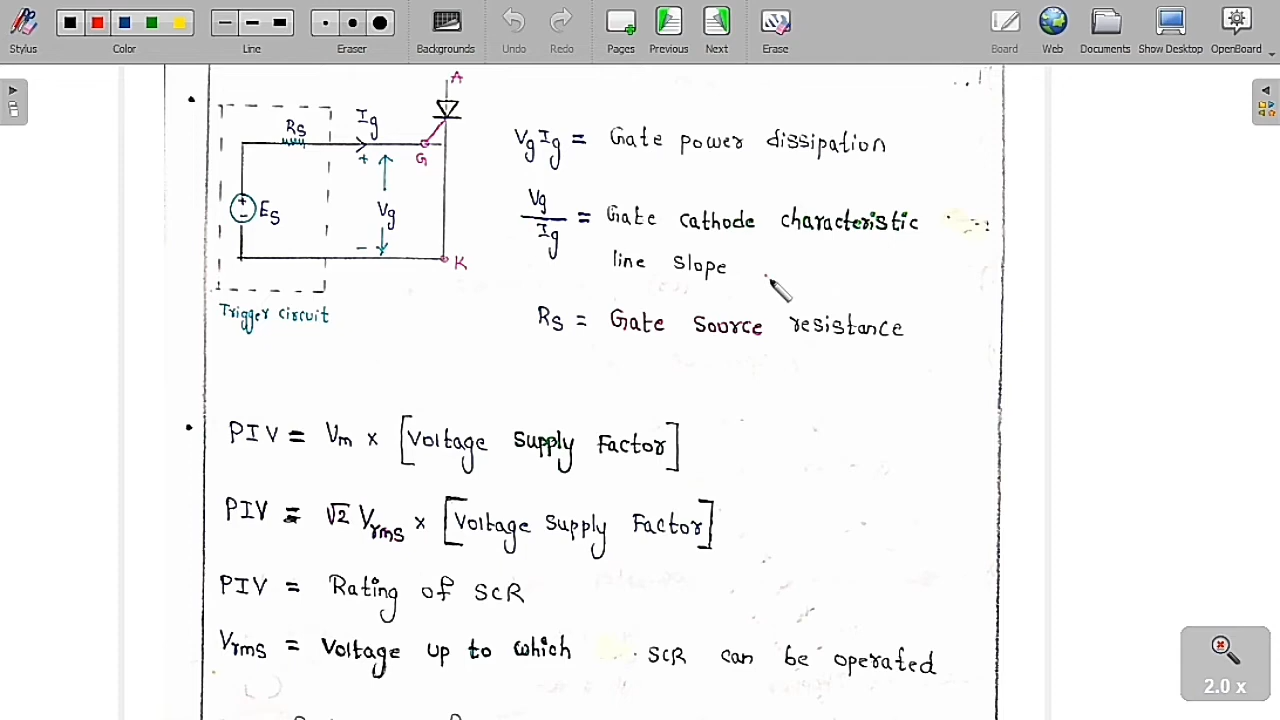 Stylus
Color
Line
Eraser
Backgrounds
Undo
Redo
Pages
Previous
Next
Erase
Board
Web
Documents
Show Desktop
OpenBoard
A
Rs
Ig
+
G
Vg Ig = Gate power dissipation
+
-
Es
Vg
Vg/Ig = Gate cathode characteristic
line slope
-
K
Trigger circuit
Rs = Gate source resistance
• PIV = Vm × [Voltage Supply Factor]
PIV = √2 Vrms × [Voltage Supply Factor]
PIV = Rating of SCR
Vrms = Voltage up to which SCR can be operated
2.0 x